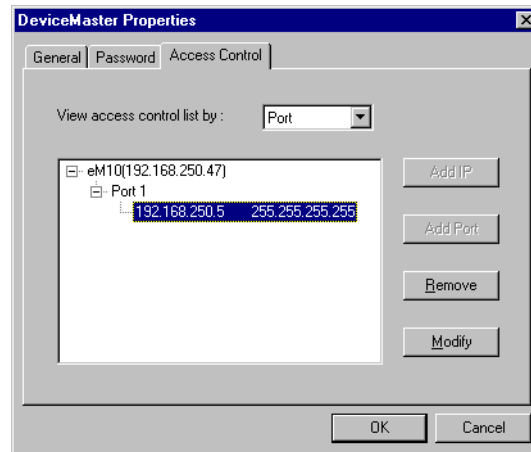 DeviceMaster Properties
General Password Access Control
View access control list by : Port
eM10(192.168.250.47)
Port 1
192.168.250.5 255.255.255.255
Add IP
Add Port
Remove
Modify
OK Cancel